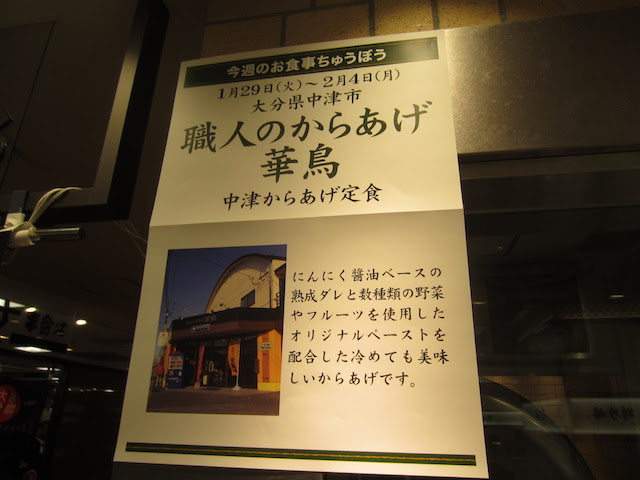 今週のお食事ちゅうぼう
1月29日(火)～2月4日(月)
大分県中津市
職人のからあげ
華鳥
中津からあげ定食
にんにく醤油ベースの
熟成ダレと数種類の野菜
やフルーツを使用した
オリジナルペーストを
配合した冷めても美味
しいからあげです。